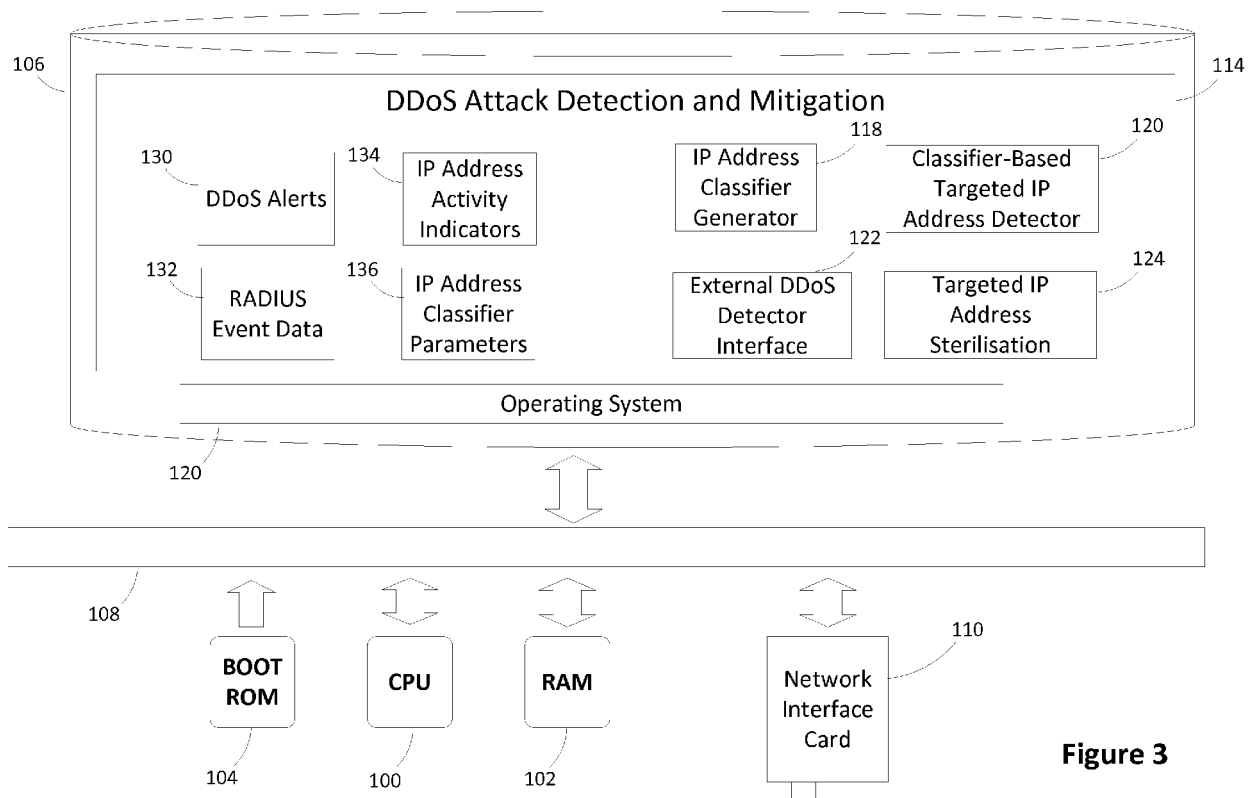 106
114
DDoS Attack Detection and Mitigation
130
DDoS Alerts
134
IP Address
Activity
Indicators
118
IP Address
Classifier
Generator
120
Classifier-Based
Targeted IP
Address Detector
132
RADIUS
Event Data
136
IP Address
Classifier
Parameters
122
External DDoS
Detector
Interface
124
Targeted IP
Address
Sterilisation
Operating System
120
108
BOOT
ROM
104
CPU
100
RAM
102
Network
Interface
Card
110
Figure 3